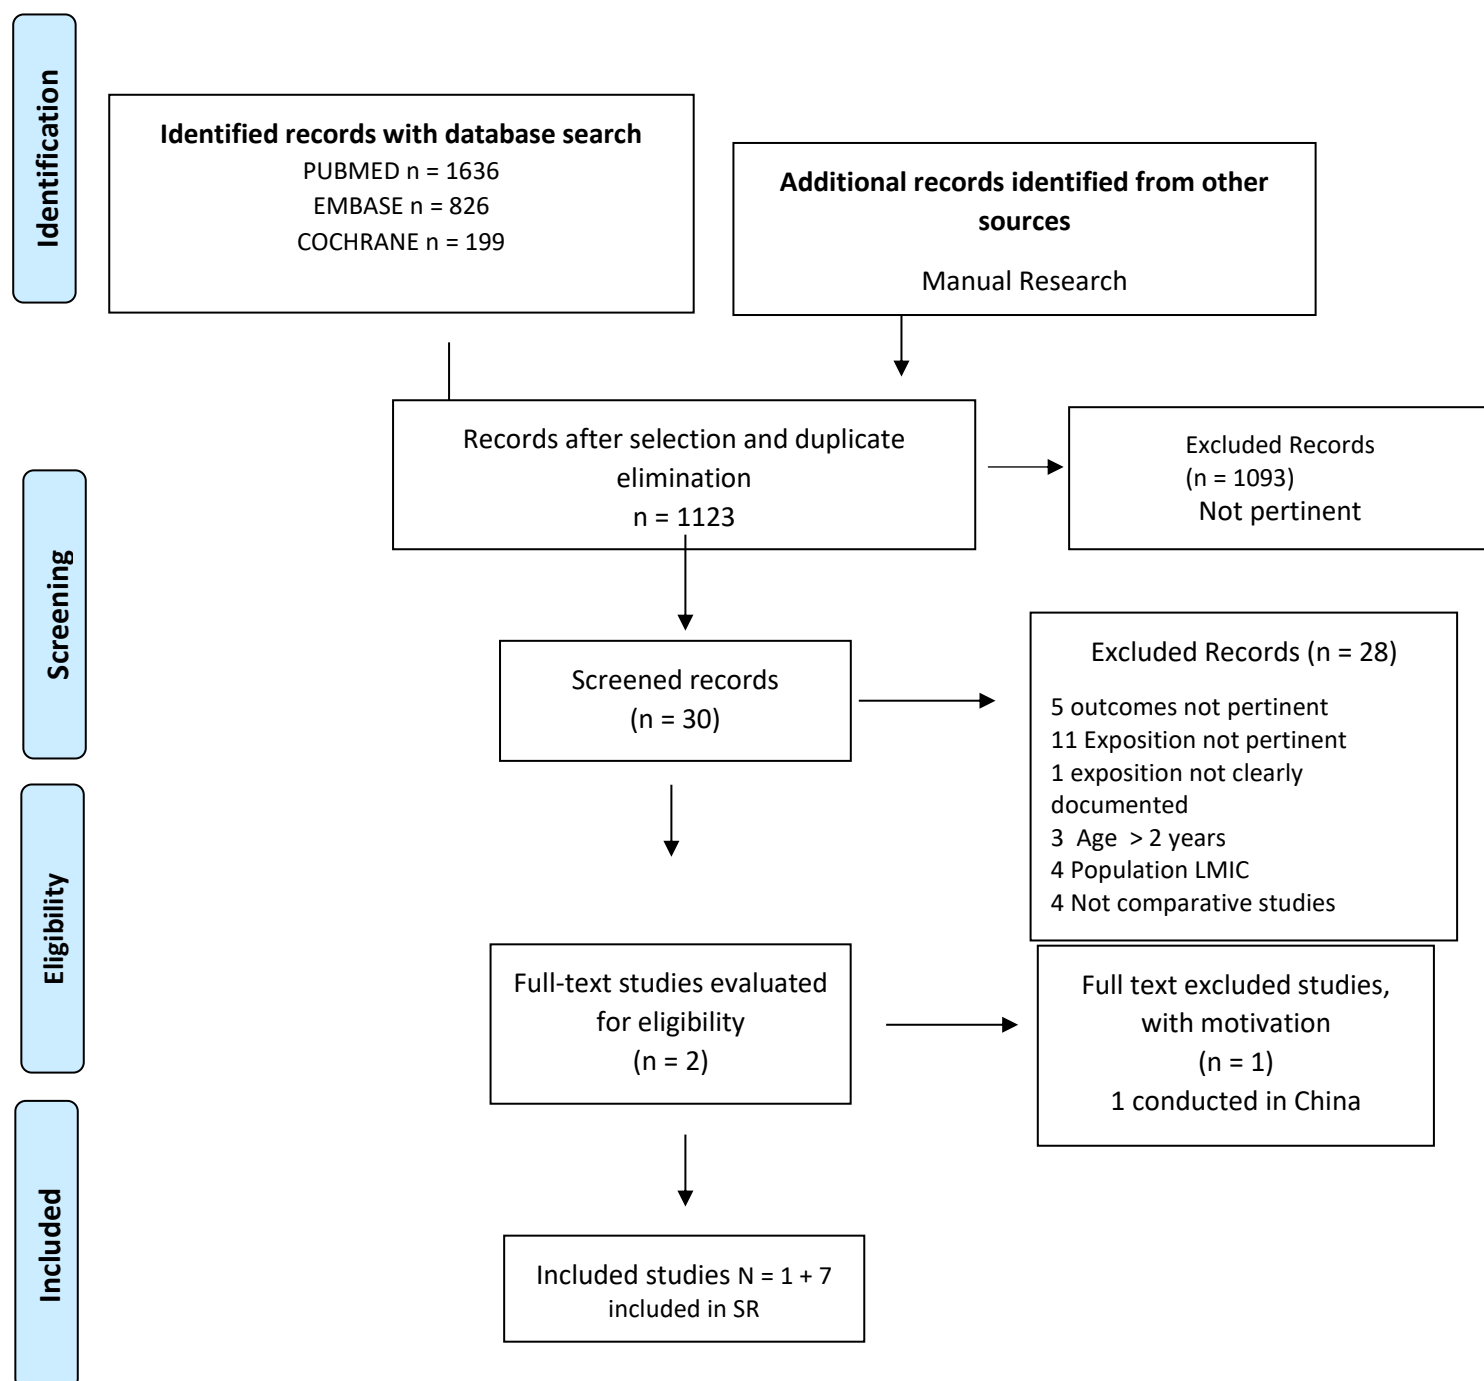 Identification
Identified records with database search
PUBMED n = 1636
EMBASE n = 826
COCHRANE n = 199
Additional records identified from other
sources
Manual Research
Records after selection and duplicate
elimination
n = 1123
Excluded Records
(n = 1093)
Not pertinent
Screening
Screened records
(n = 30)
Excluded Records (n = 28)
5 outcomes not pertinent
11 Exposition not pertinent
1 exposition not clearly
documented
3 Age > 2 years
4 Population LMIC
4 Not comparative studies
Eligibility
Full-text studies evaluated
for eligibility
(n = 2)
Full text excluded studies,
with motivation
(n = 1)
1 conducted in China
Included
Included studies N = 1 + 7
included in SR